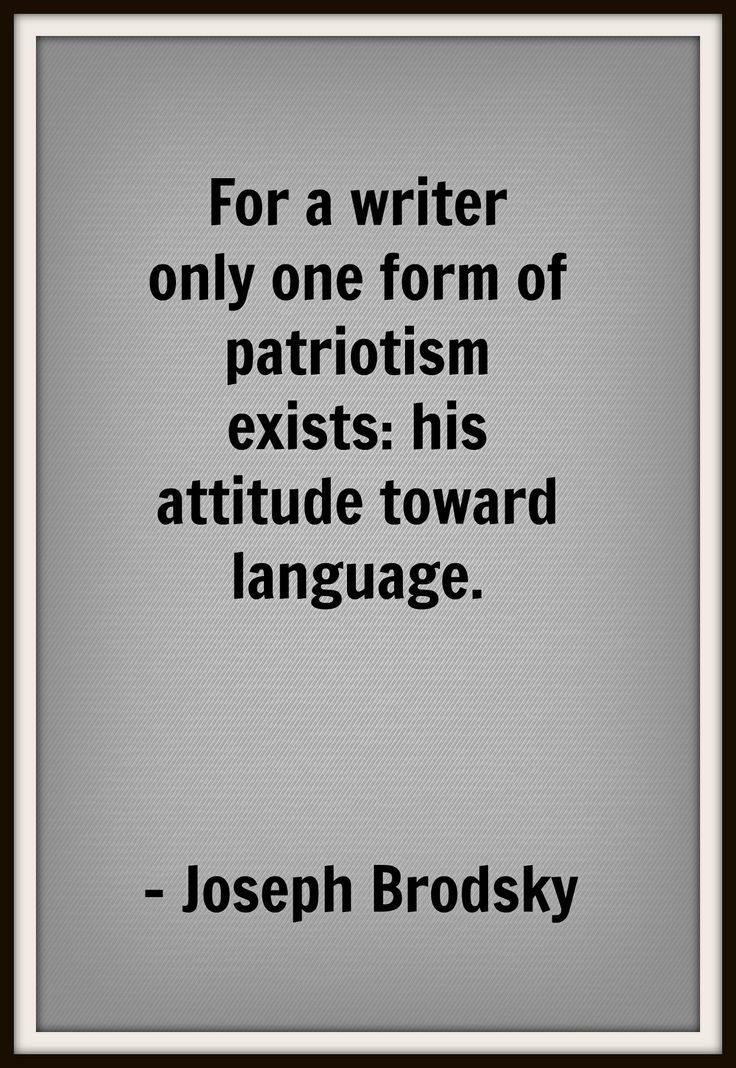 For a writer
only one form of
patriotism
exists: his
attitude toward
language.
- Joseph Brodsky